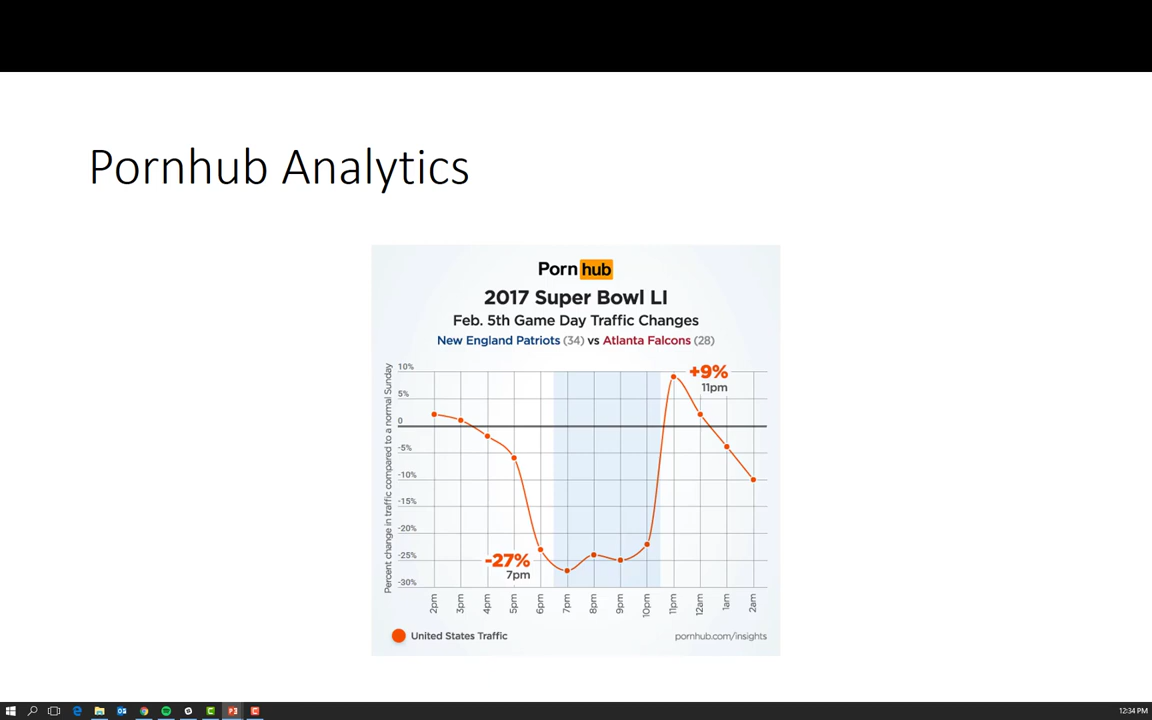 Pornhub Analytics
Porn hub
2017 Super Bowl LI
Feb. 5th Game Day Traffic Changes
New England Patriots (34) vs Atlanta Falcons (28)
Percent change in traffic compared to a normal Sunday
10%
5%
0
-5%
-10%
-15%
-20%
-25%
-30%
+9%
11pm
-27%
7pm
2pm 3pm 4pm 5pm 6pm 7pm 8pm 9pm 10pm 11pm 12am 1am 2am
United States Traffic
pornhub.com/insights
12:34 PM